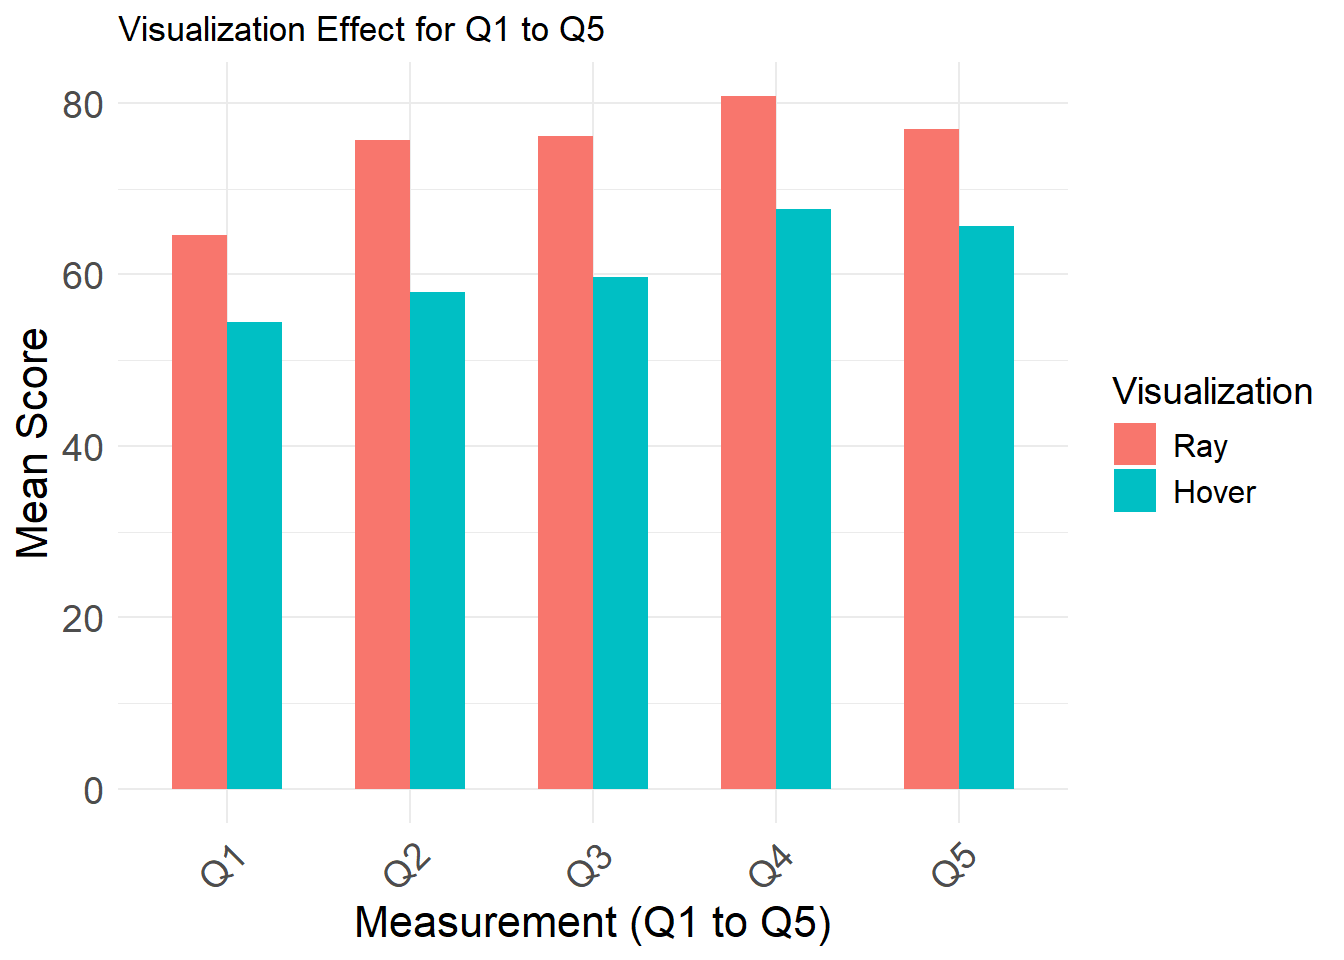 Visualization Effect for Q1 to Q5
80
60
40
20
0
Mean Score
Q1
Q2
Q3
Q4
Q5
Measurement (Q1 to Q5)
Visualization
Ray
Hover